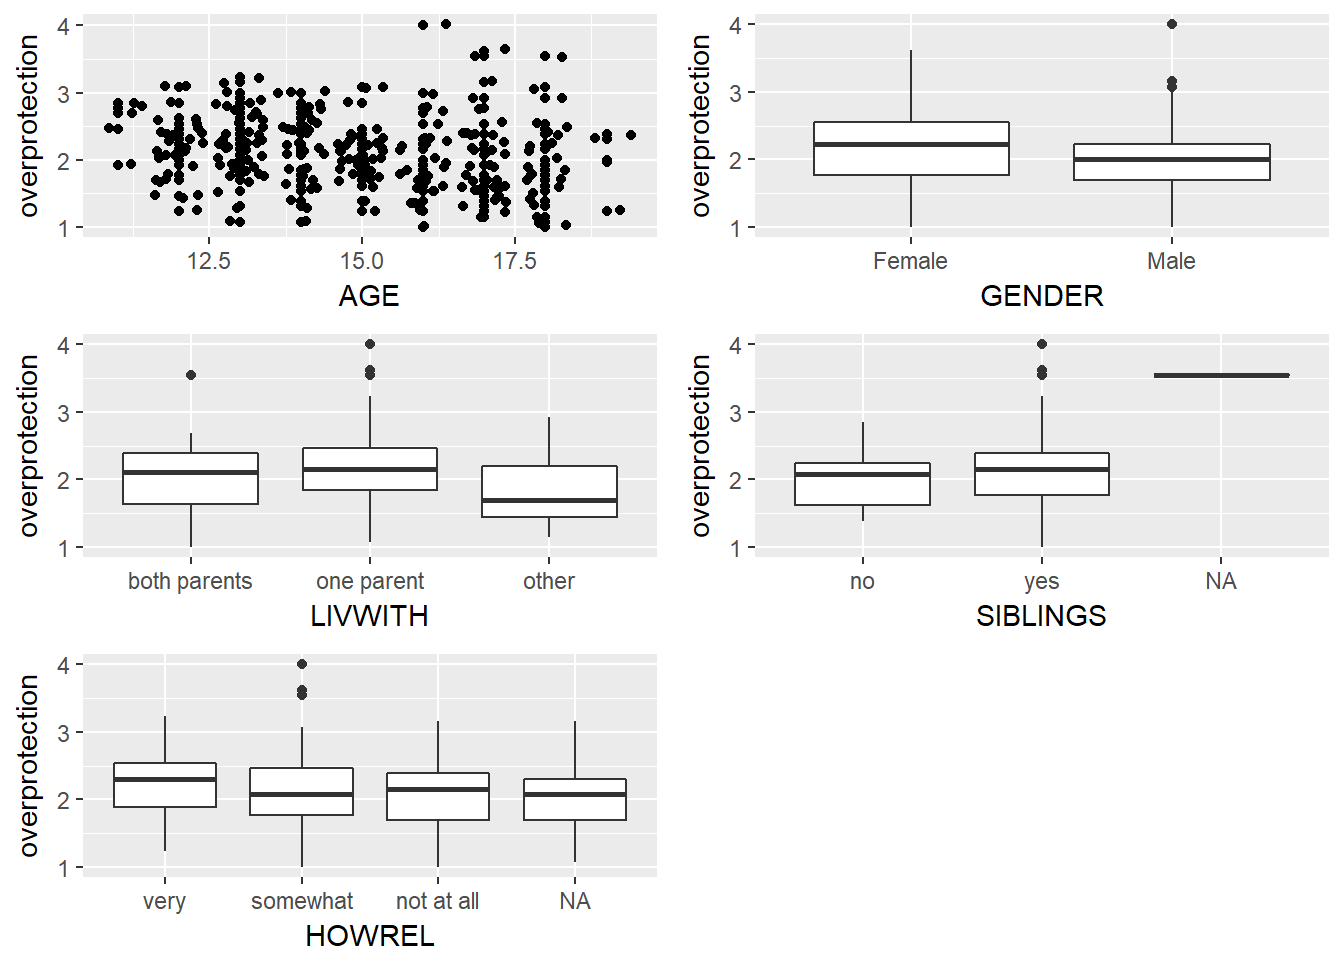 overprotection
4
3
2
1
12.5 15.0 17.5
AGE
overprotection
4
3
2
1
Female Male
GENDER
overprotection
4
3
2
1
both parents one parent other
LIVWITH
overprotection
4
3
2
1
no yes NA
SIBLINGS
overprotection
4
3
2
1
very somewhat not at all NA
HOWREL